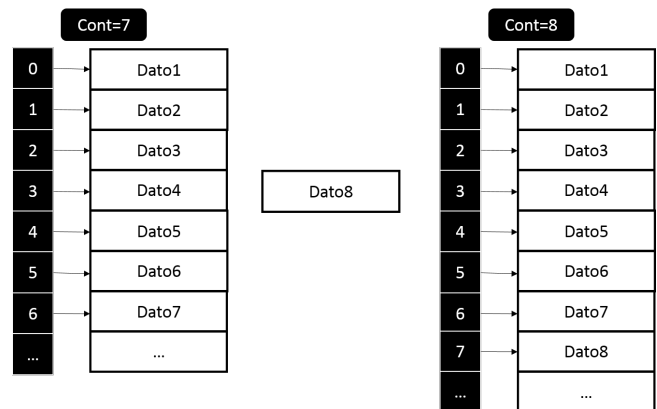 Cont=7
0 Dato1
1 Dato2
2 Dato3
3 Dato4
4 Dato5
5 Dato6
6 Dato7
... ...
Dato8
Cont=8
0 Dato1
1 Dato2
2 Dato3
3 Dato4
4 Dato5
5 Dato6
6 Dato7
7 Dato8
... ...